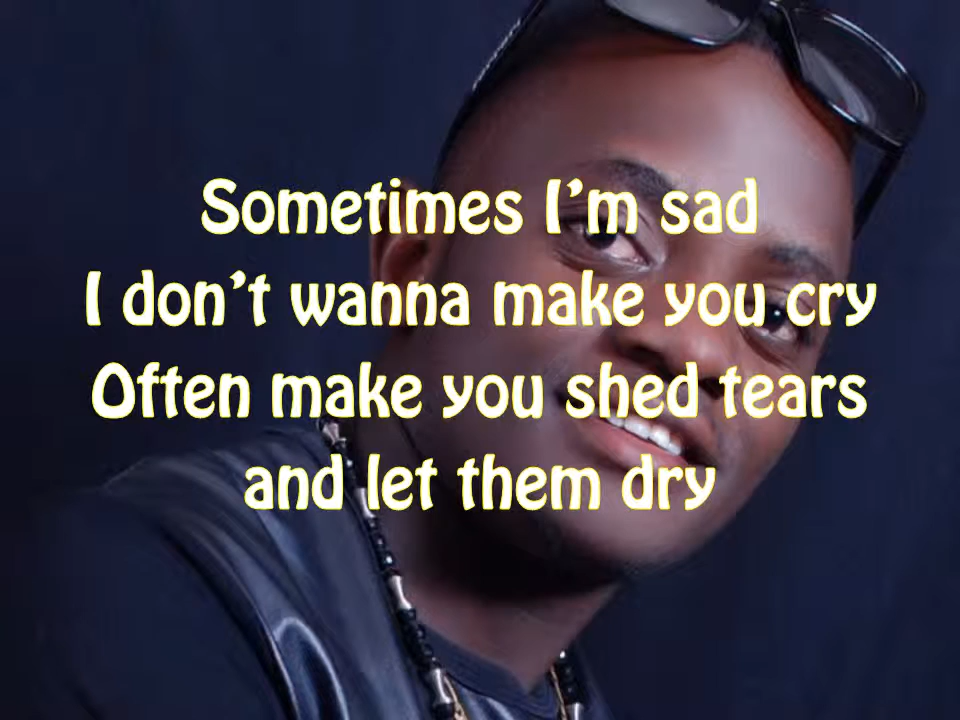 Sometimes I’m sad
I don’t wanna make you cry
Often make you shed tears
and let them dry